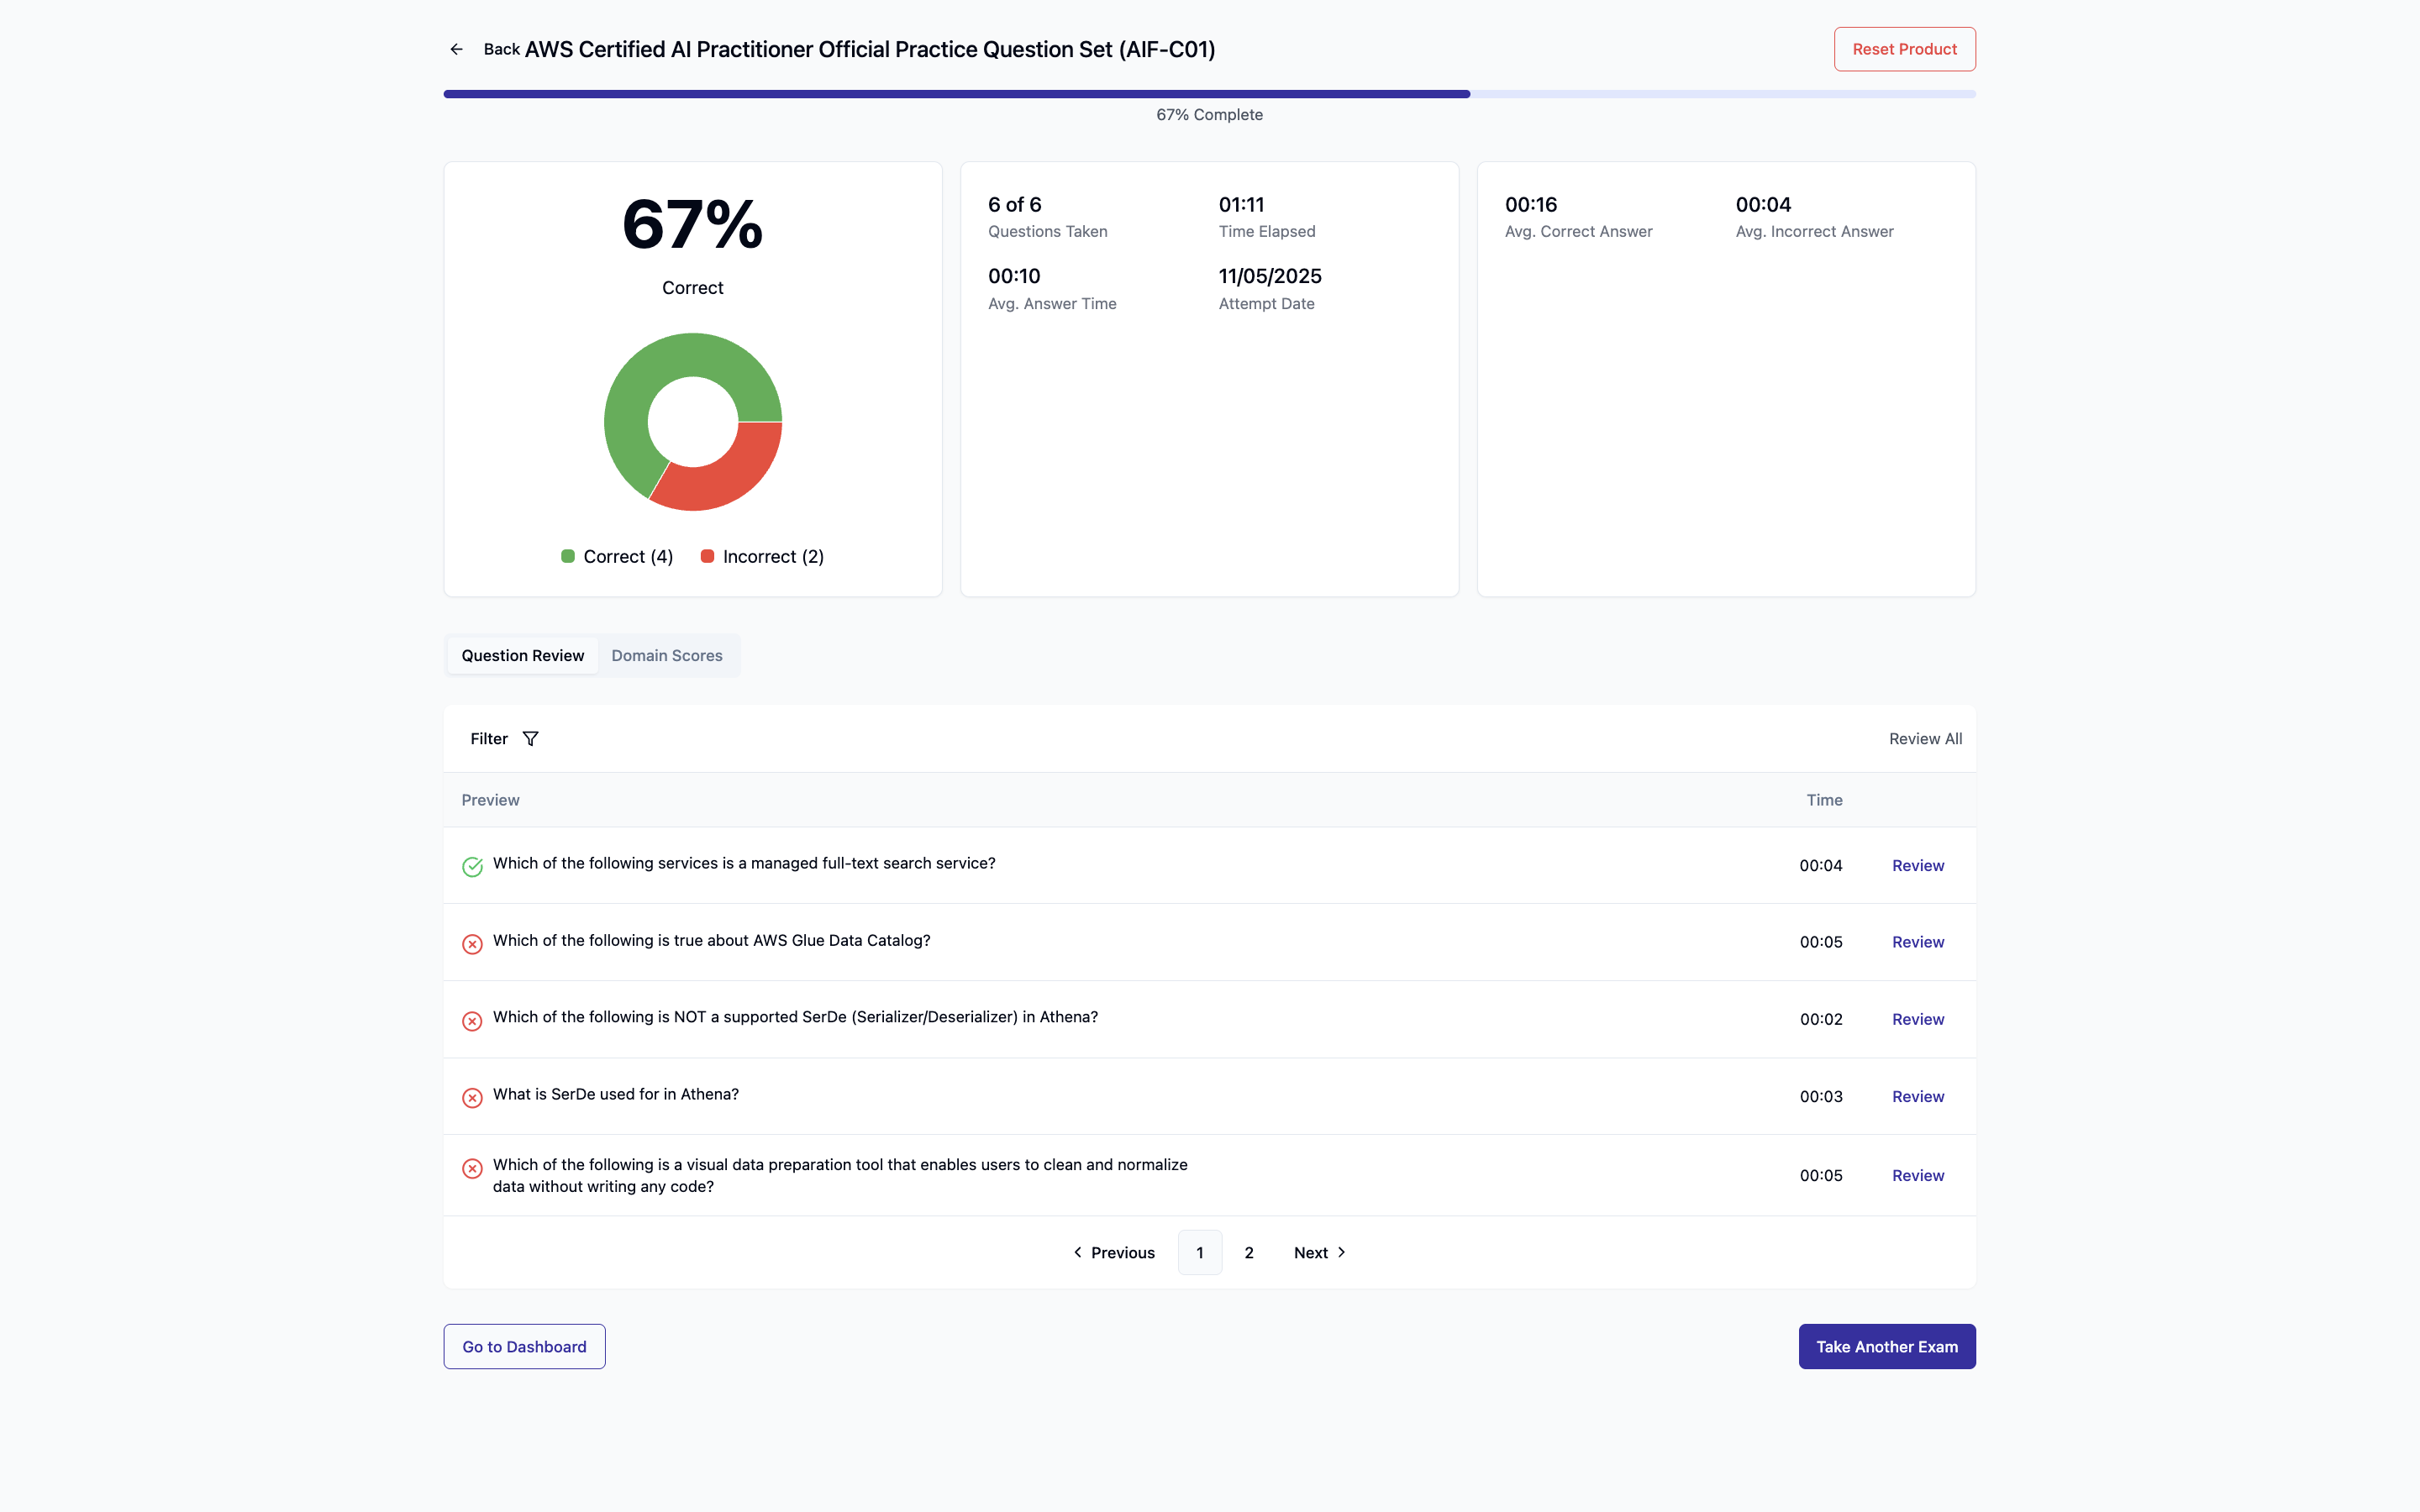 Back AWS Certified AI Practitioner Official Practice Question Set (AIF-C01)
Reset Product
67% Complete
67%
Correct
Correct (4)
Incorrect (2)
6 of 6
Questions Taken
01:11
Time Elapsed
00:10
Avg. Answer Time
11/05/2025
Attempt Date
00:16
Avg. Correct Answer
00:04
Avg. Incorrect Answer
Question Review
Domain Scores
Filter
Review All
Preview
Time
Which of the following services is a managed full-text search service?
00:04
Review
Which of the following is true about AWS Glue Data Catalog?
00:05
Review
Which of the following is NOT a supported SerDe (Serializer/Deserializer) in Athena?
00:02
Review
What is SerDe used for in Athena?
00:03
Review
Which of the following is a visual data preparation tool that enables users to clean and normalize
data without writing any code?
00:05
Review
Previous
1
2
Next
Go to Dashboard
Take Another Exam